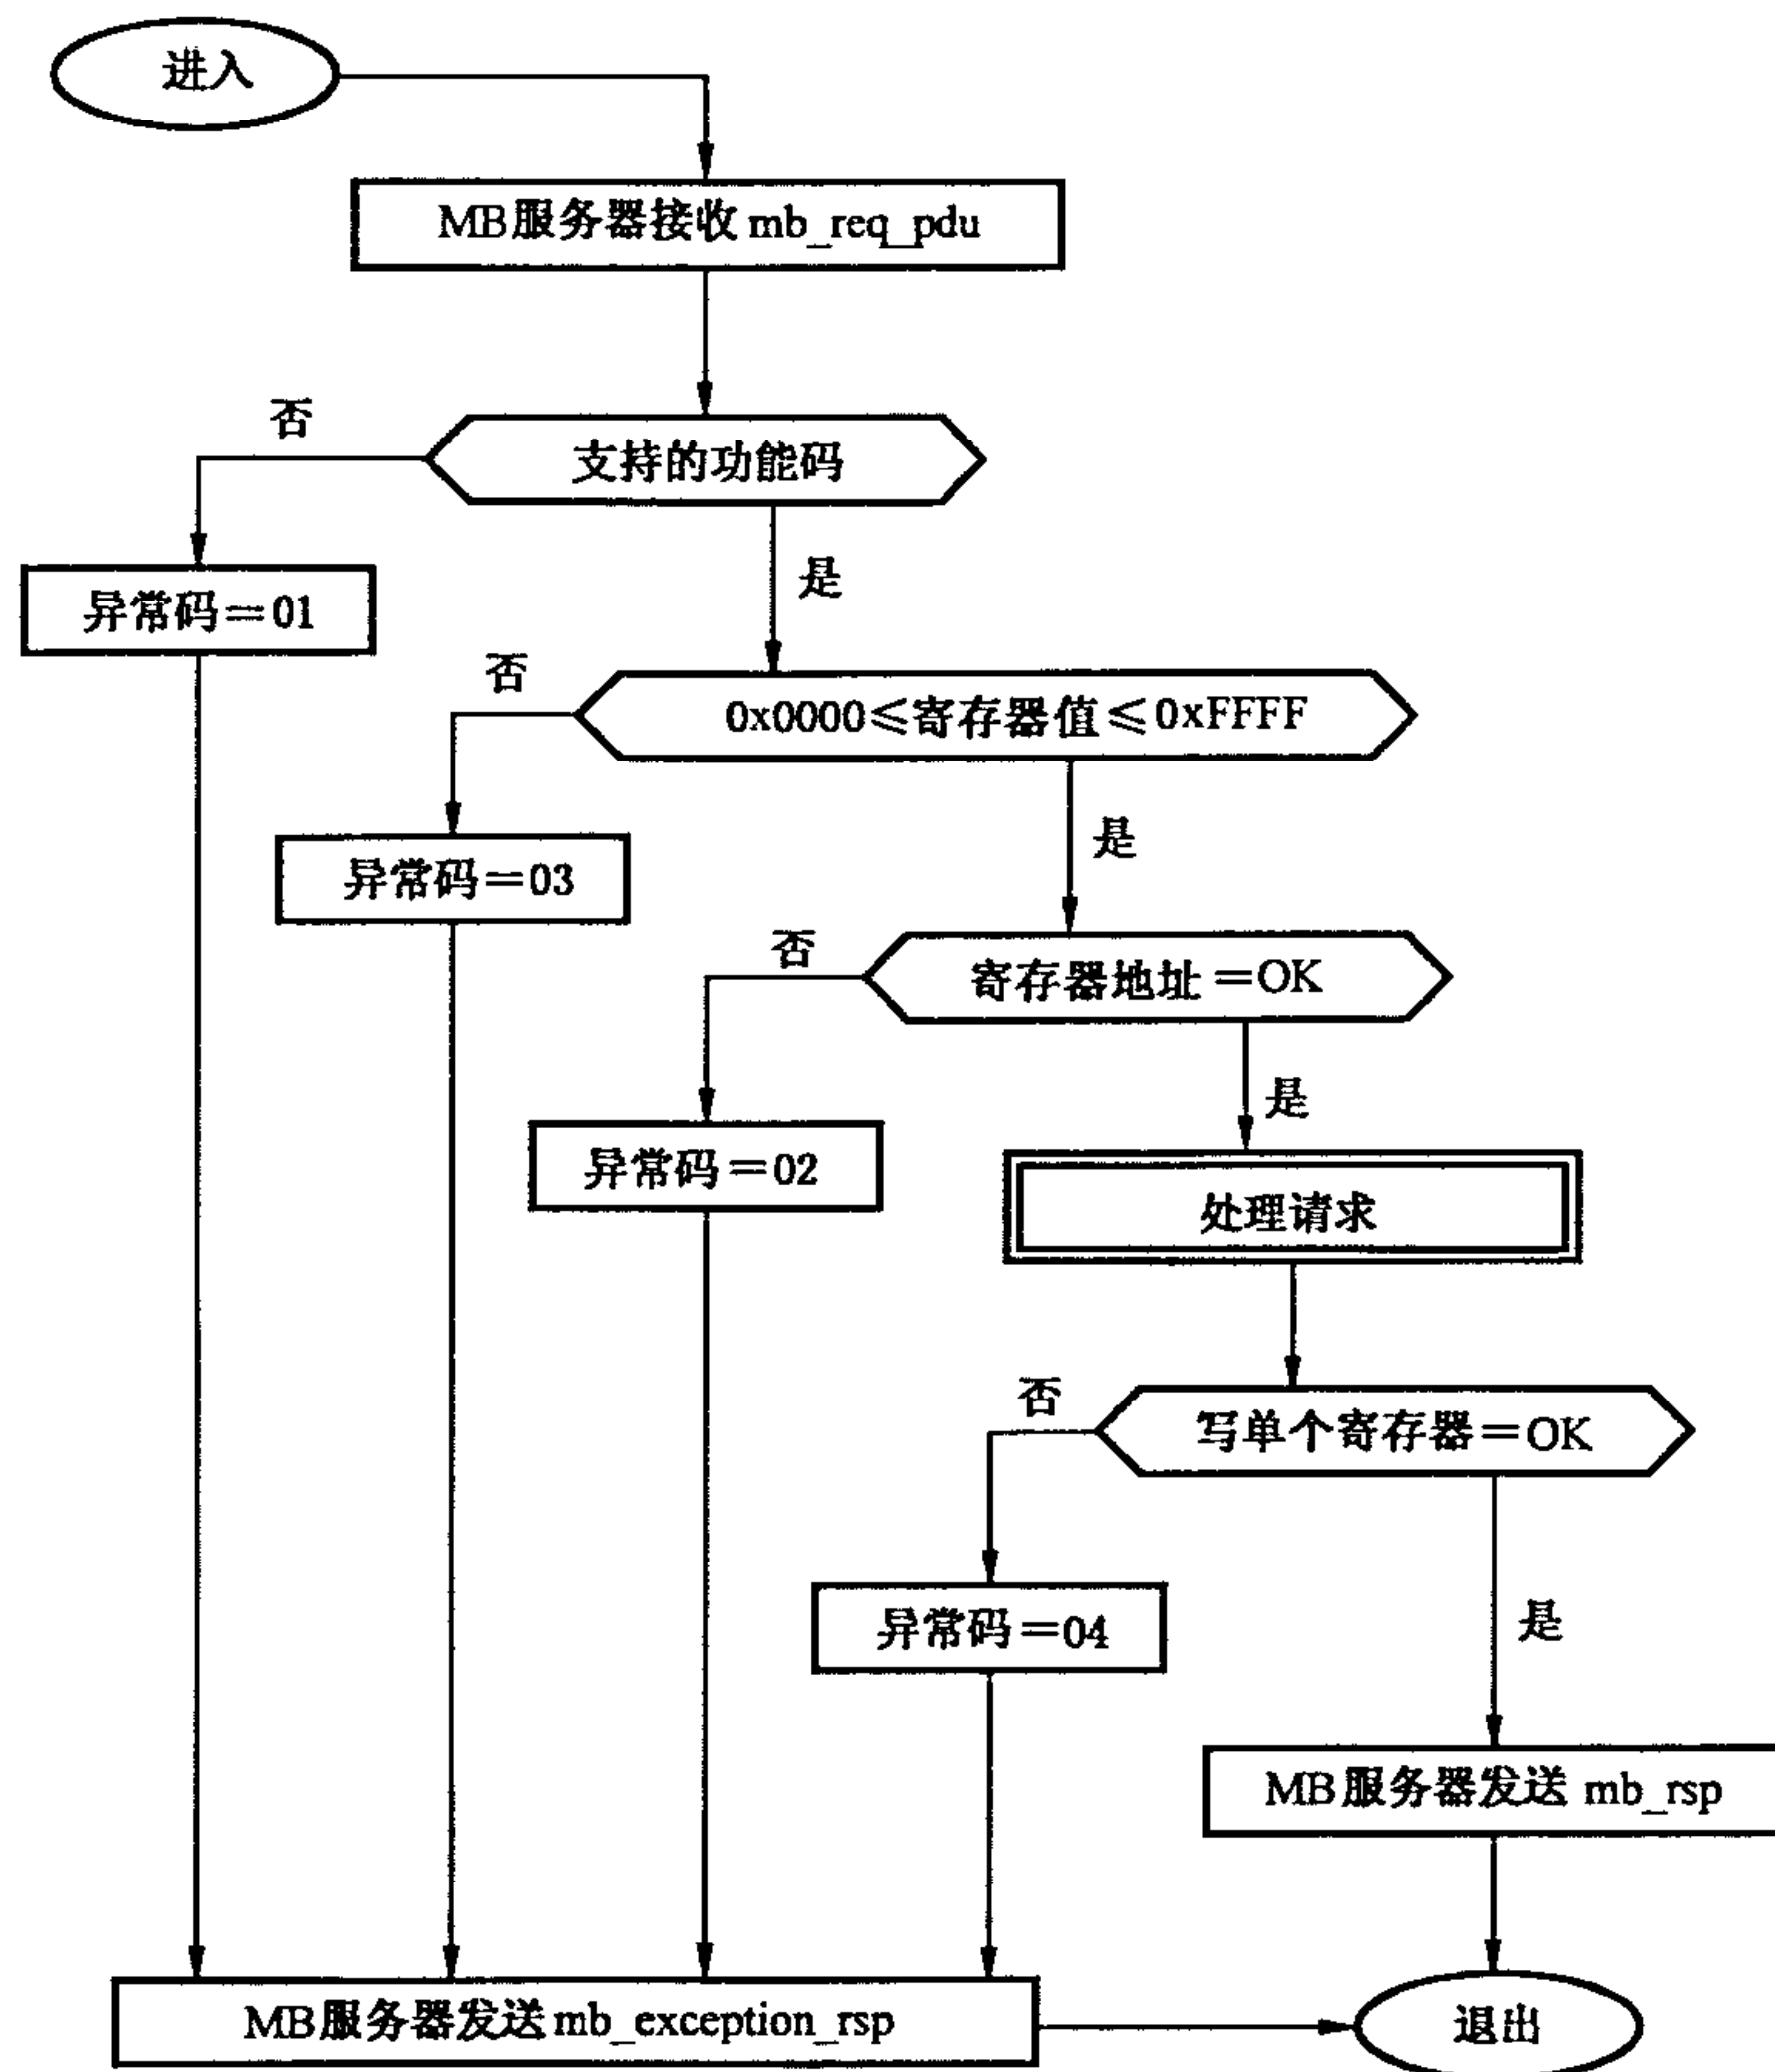 进入
MB服务器接收 mb_req_pdu
否
支持的功能码
是
异常码＝01
否
0x0000≤寄存器值≤0xFFFF
是
异常码＝03
否
寄存器地址＝OK
是
异常码＝02
处理请求
否
写单个寄存器＝OK
异常码＝04
是
MB服务器发送 mb_rsp
MB服务器发送 mb_exception_rsp
退出